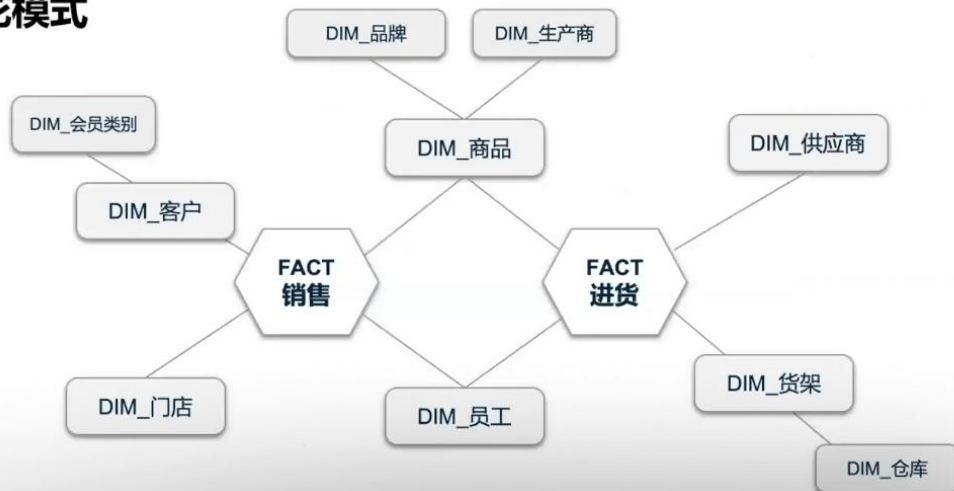 模式
DIM_品牌
DIM_生产商
DIM_会员类别
DIM_商品
DIM_供应商
DIM_客户
FACT
销售
FACT
进货
DIM_门店
DIM_员工
DIM_货架
DIM_仓库